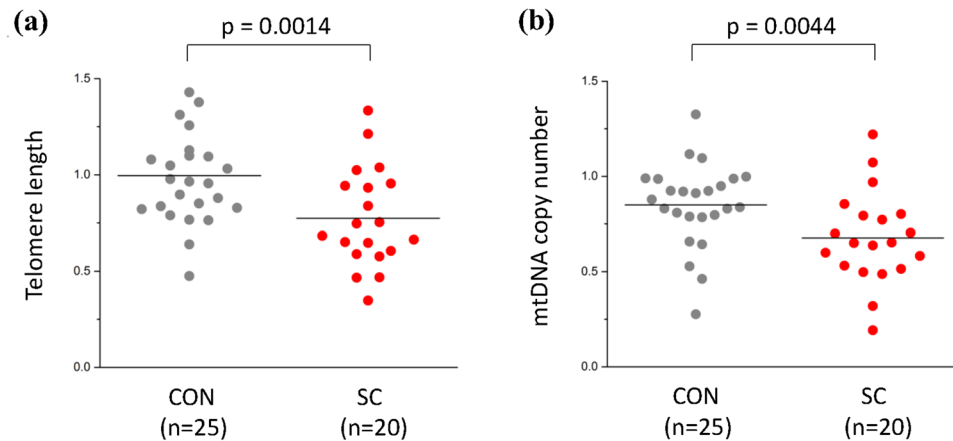 (a)
p = 0.0014
Telomere length
1.5
1.0
0.5
0.0
CON
(n=25)
SC
(n=20)
(b)
p = 0.0044
mtDNA copy number
1.5
1.0
0.5
0.0
CON
(n=25)
SC
(n=20)